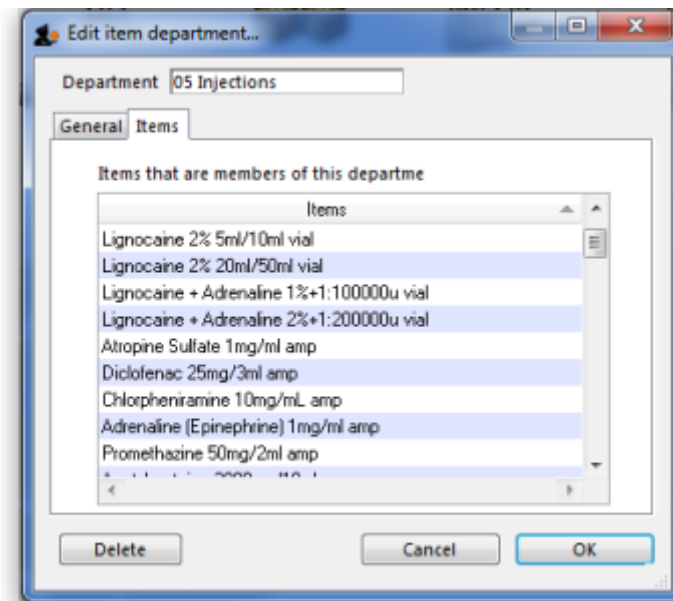 Edit item department...
Department 05 Injections
General Items
Items that are members of this departme
Items
Lignocaine 2% 5ml/10ml vial
Lignocaine 2% 20ml/50ml vial
Lignocaine + Adrenaline 1%+1:100000u vial
Lignocaine + Adrenaline 2%+1:200000u vial
Atropine Sulfate 1mg/ml amp
Diclofenac 25mg/3ml amp
Chlorpheniramine 10mg/mL amp
Adrenaline (Epinephrine) 1mg/ml amp
Promethazine 50mg/2ml amp
Delete Cancel OK